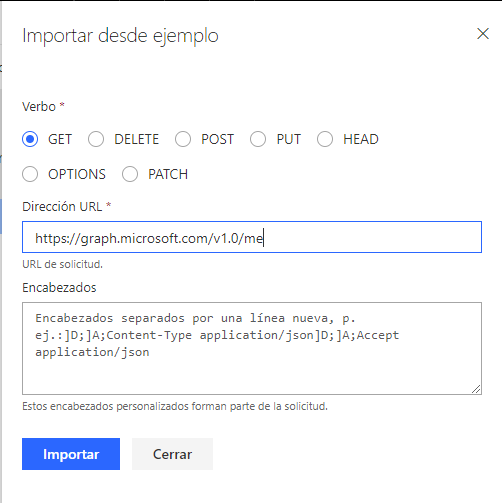 Importar desde ejemplo
Verbo *
GET DELETE POST PUT HEAD
OPTIONS PATCH
Dirección URL *
https://graph.microsoft.com/v1.0/me
URL de solicitud.
Encabezados
Encabezados separados por una línea nueva, p.
ej.:]D;]A;Content-Type application/json]D;]A;Accept
application/json
Estos encabezados personalizados forman parte de la solicitud.
Importar Cerrar